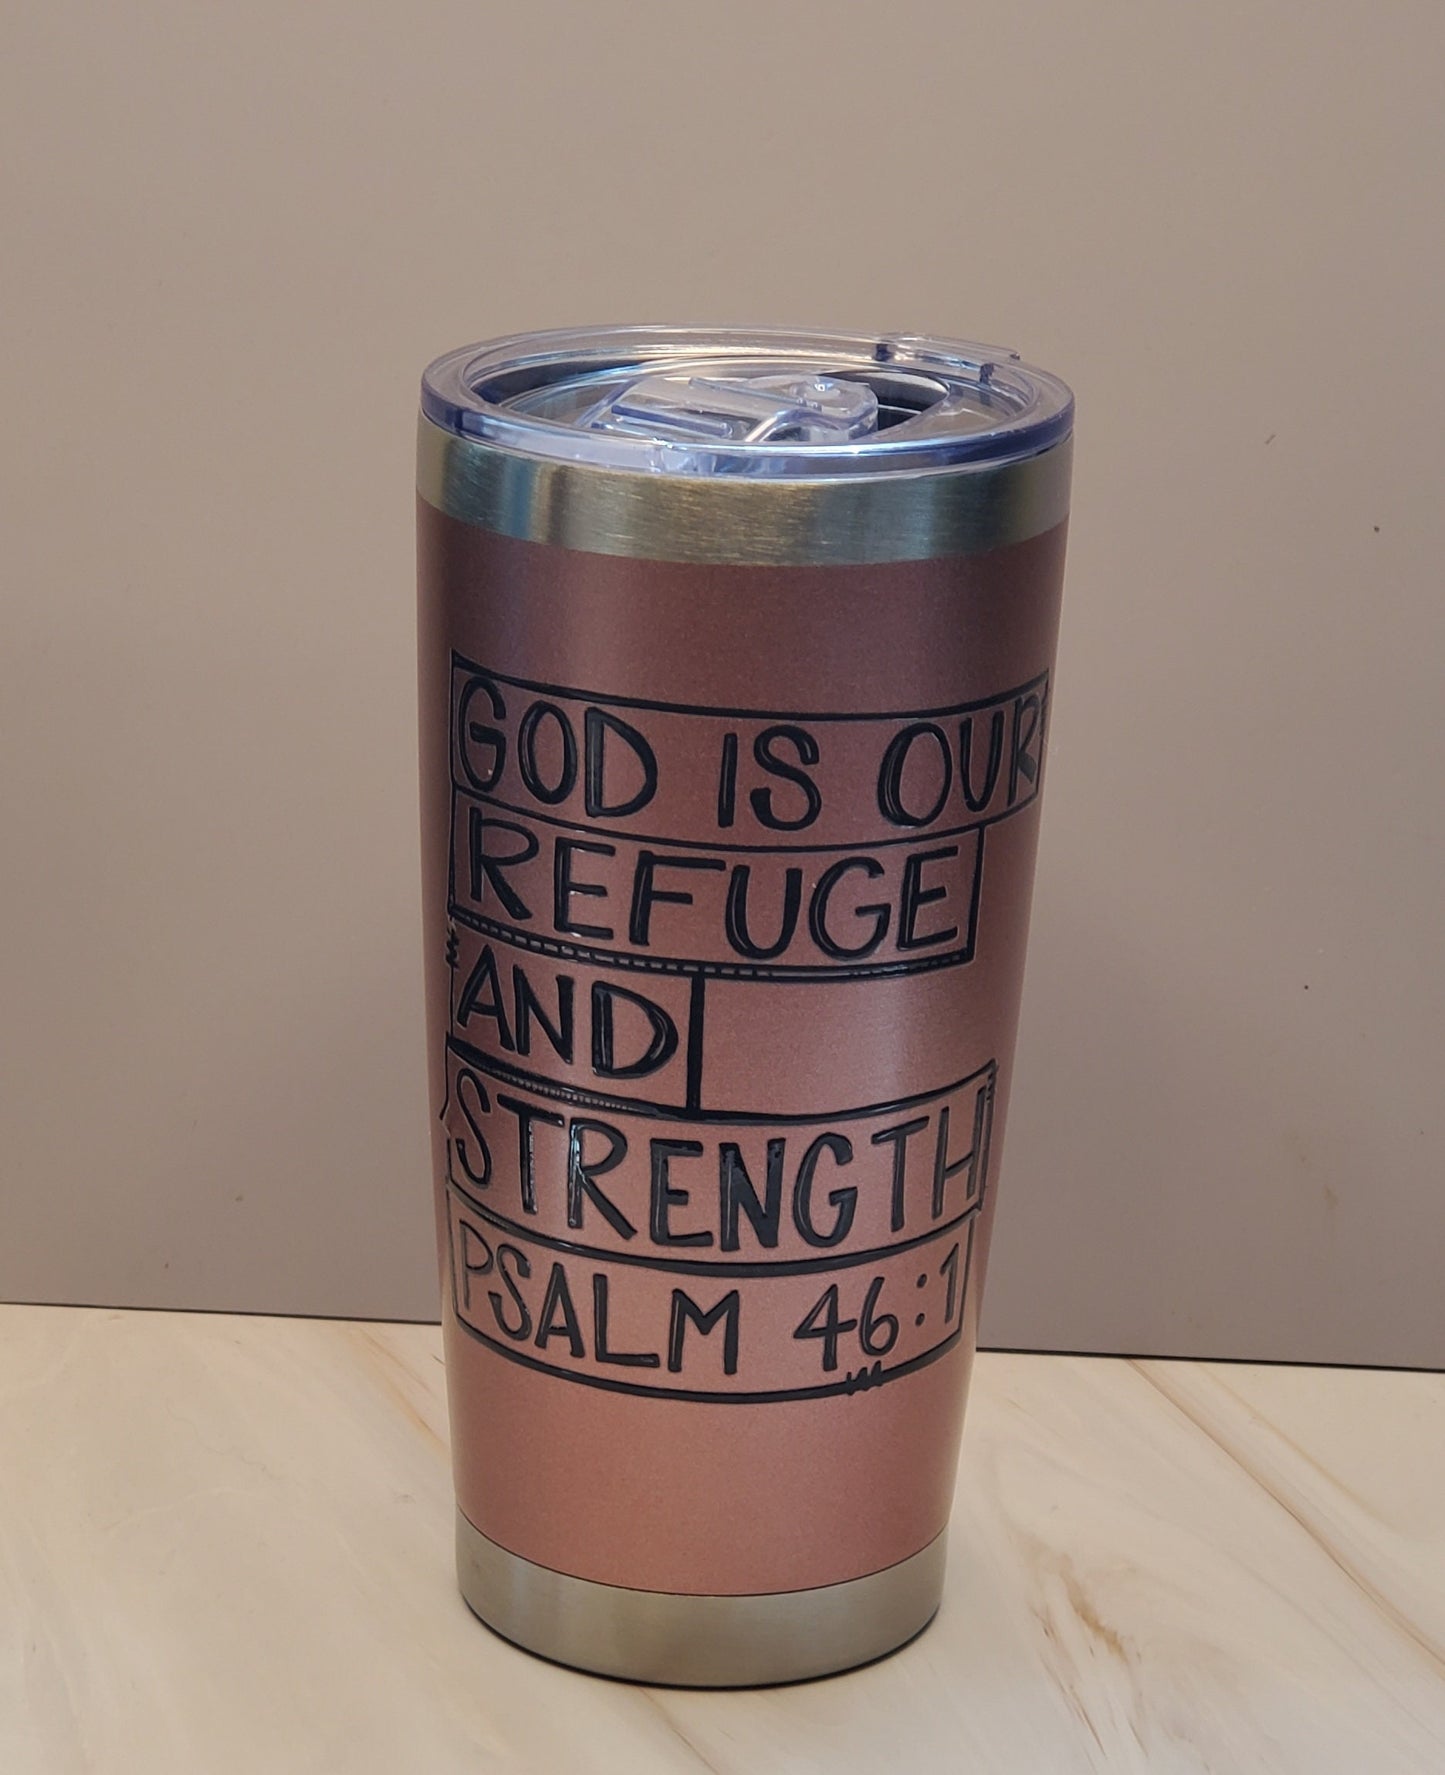 GOD IS OUR
REFUGE
AND
STRENGTH
PSALM 46:1